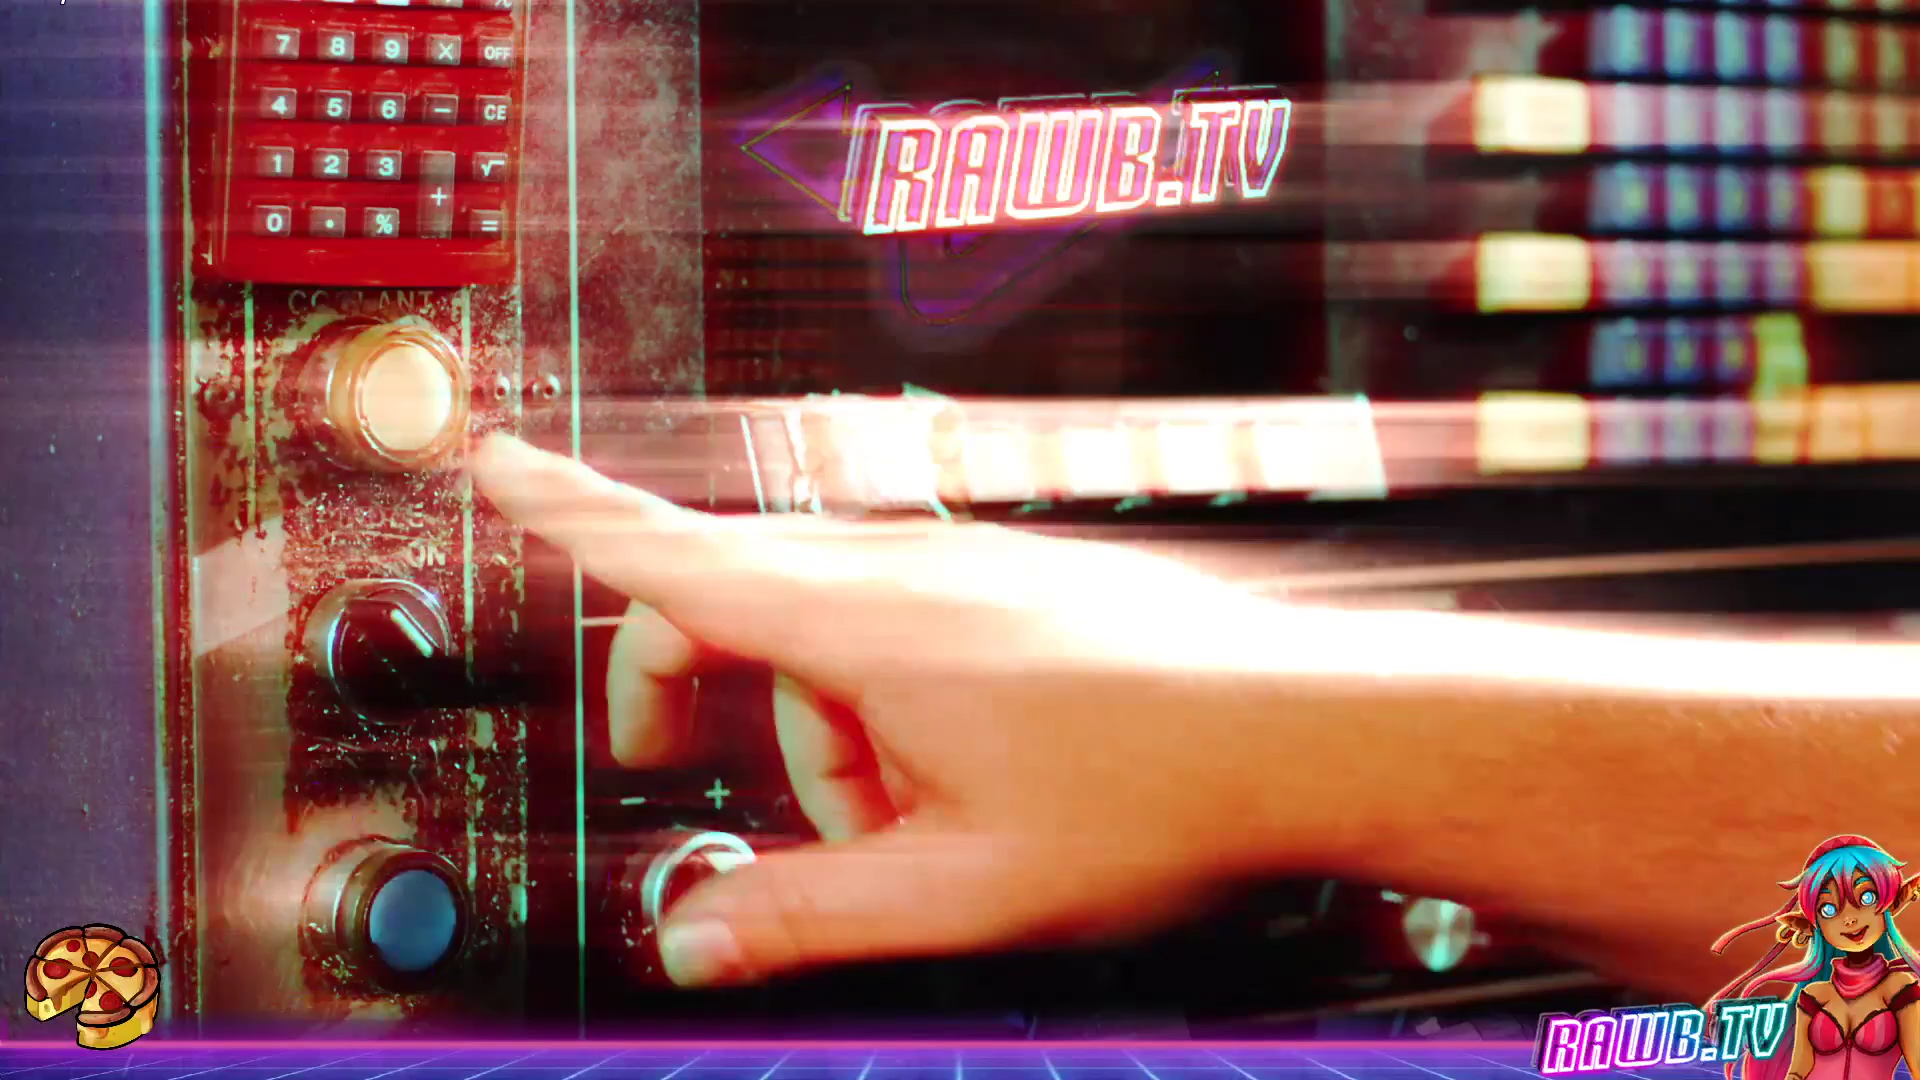 7 8 9 X OFF
4 5 6 − CE
1 2 3 √
+
0 . % =
RAWB.TV
COOLANT
ON
− +
RAWB.TV